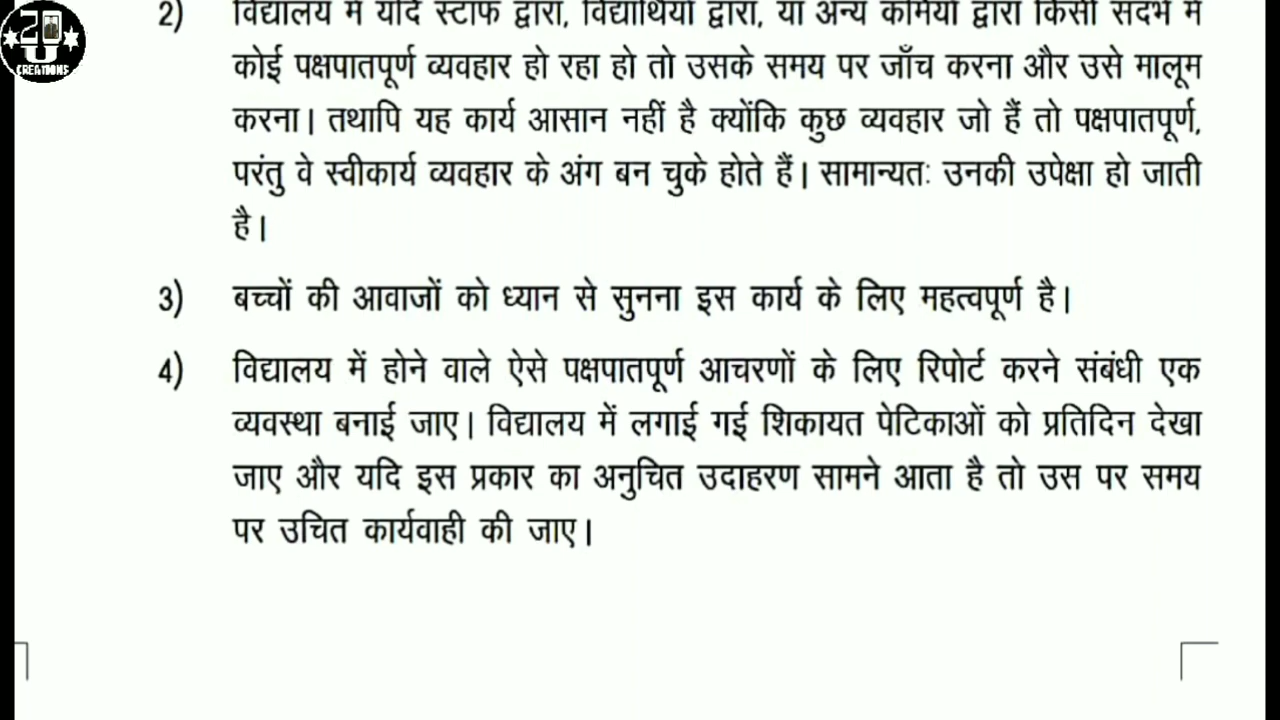 20
U
CREATIONS
2) विद्यालय में यदि स्टाफ द्वारा, विद्यार्थियों द्वारा, या अन्य कर्मियों द्वारा किसी संदर्भ में
कोई पक्षपातपूर्ण व्यवहार हो रहा हो तो उसके समय पर जाँच करना और उसे मालूम
करना। तथापि यह कार्य आसान नहीं है क्योंकि कुछ व्यवहार जो हैं तो पक्षपातपूर्ण,
परंतु वे स्वीकार्य व्यवहार के अंग बन चुके होते हैं। सामान्यतः उनकी उपेक्षा हो जाती
है।
3) बच्चों की आवाजों को ध्यान से सुनना इस कार्य के लिए महत्वपूर्ण है।
4) विद्यालय में होने वाले ऐसे पक्षपातपूर्ण आचरणों के लिए रिपोर्ट करने संबंधी एक
व्यवस्था बनाई जाए। विद्यालय में लगाई गई शिकायत पेटिकाओं को प्रतिदिन देखा
जाए और यदि इस प्रकार का अनुचित उदाहरण सामने आता है तो उस पर समय
पर उचित कार्यवाही की जाए।